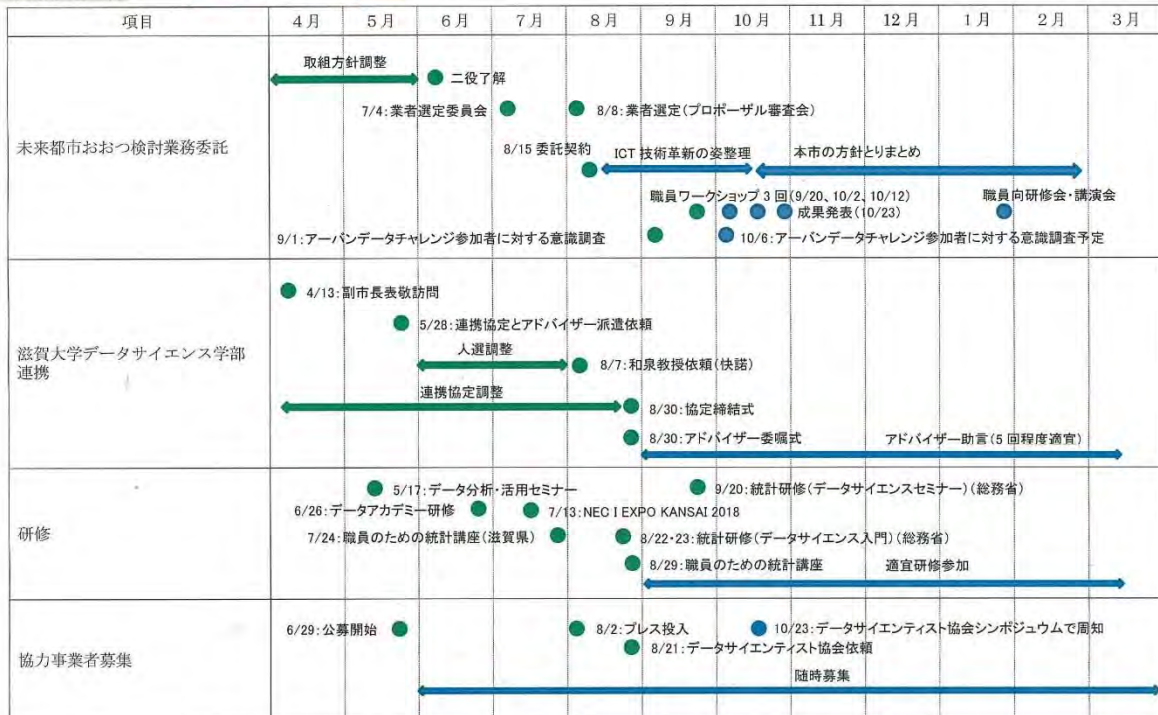 項目 4月 5月 6月 7月 8月 9月 10月 11月 12月 1月 2月 3月
取組方針調整
二役了解
7/4:業者選定委員会
8/8:業者選定(プロポーザル審査会)
未来都市おおつ検討業務委託
8/15 委託契約
ICT 技術革新の姿整理
本市の方針とりまとめ
職員ワークショップ 3 回(9/20、10/2、10/12)
職員向研修会・講演会
成果発表(10/23)
9/1:アーバンデータチャレンジ参加者に対する意識調査
10/6:アーバンデータチャレンジ参加者に対する意識調査予定
4/13:副市長表敬訪問
5/28:連携協定とアドバイザー派遣依頼
滋賀大学データサイエンス学部
連携
人選調整
8/7:和泉教授依頼(快諾)
連携協定調整
8/30:協定締結式
8/30:アドバイザー委嘱式
アドバイザー助言(5 回程度適宜)
5/17:データ分析・活用セミナー
9/20:統計研修(データサイエンスセミナー)(総務省)
6/26:データアカデミー研修
7/13:NEC I EXPO KANSAI 2018
研修
7/24:職員のための統計講座(滋賀県)
8/22・23:統計研修(データサイエンス入門)(総務省)
8/29:職員のための統計講座
適宜研修参加
6/29:公募開始
8/2:プレス投入
10/23:データサイエンティスト協会シンポジュウムで周知
8/21:データサイエンティスト協会依頼
協力事業者募集
随時募集